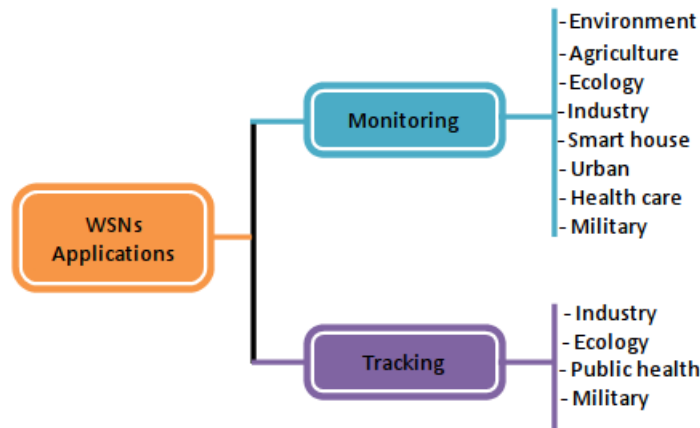 WSNs
Applications
Monitoring
- Environment
- Agriculture
- Ecology
- Industry
- Smart house
- Urban
- Health care
- Military
Tracking
- Industry
- Ecology
- Public health
- Military